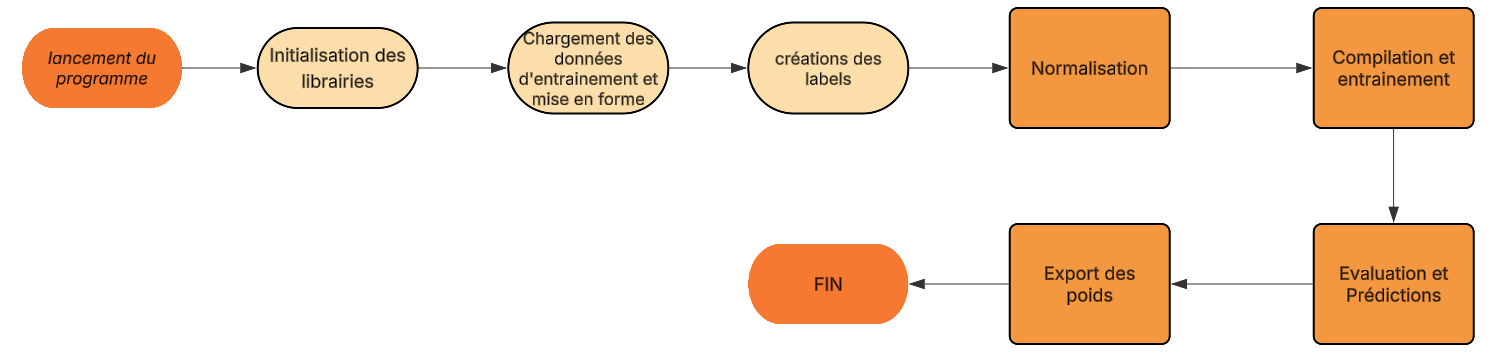 lancement du
programme
Initialisation des
librairies
Chargement des
données
d'entrainement et
mise en forme
créations des
labels
Normalisation
Compilation et
entrainement
Evaluation et
Prédictions
Export des
poids
FIN